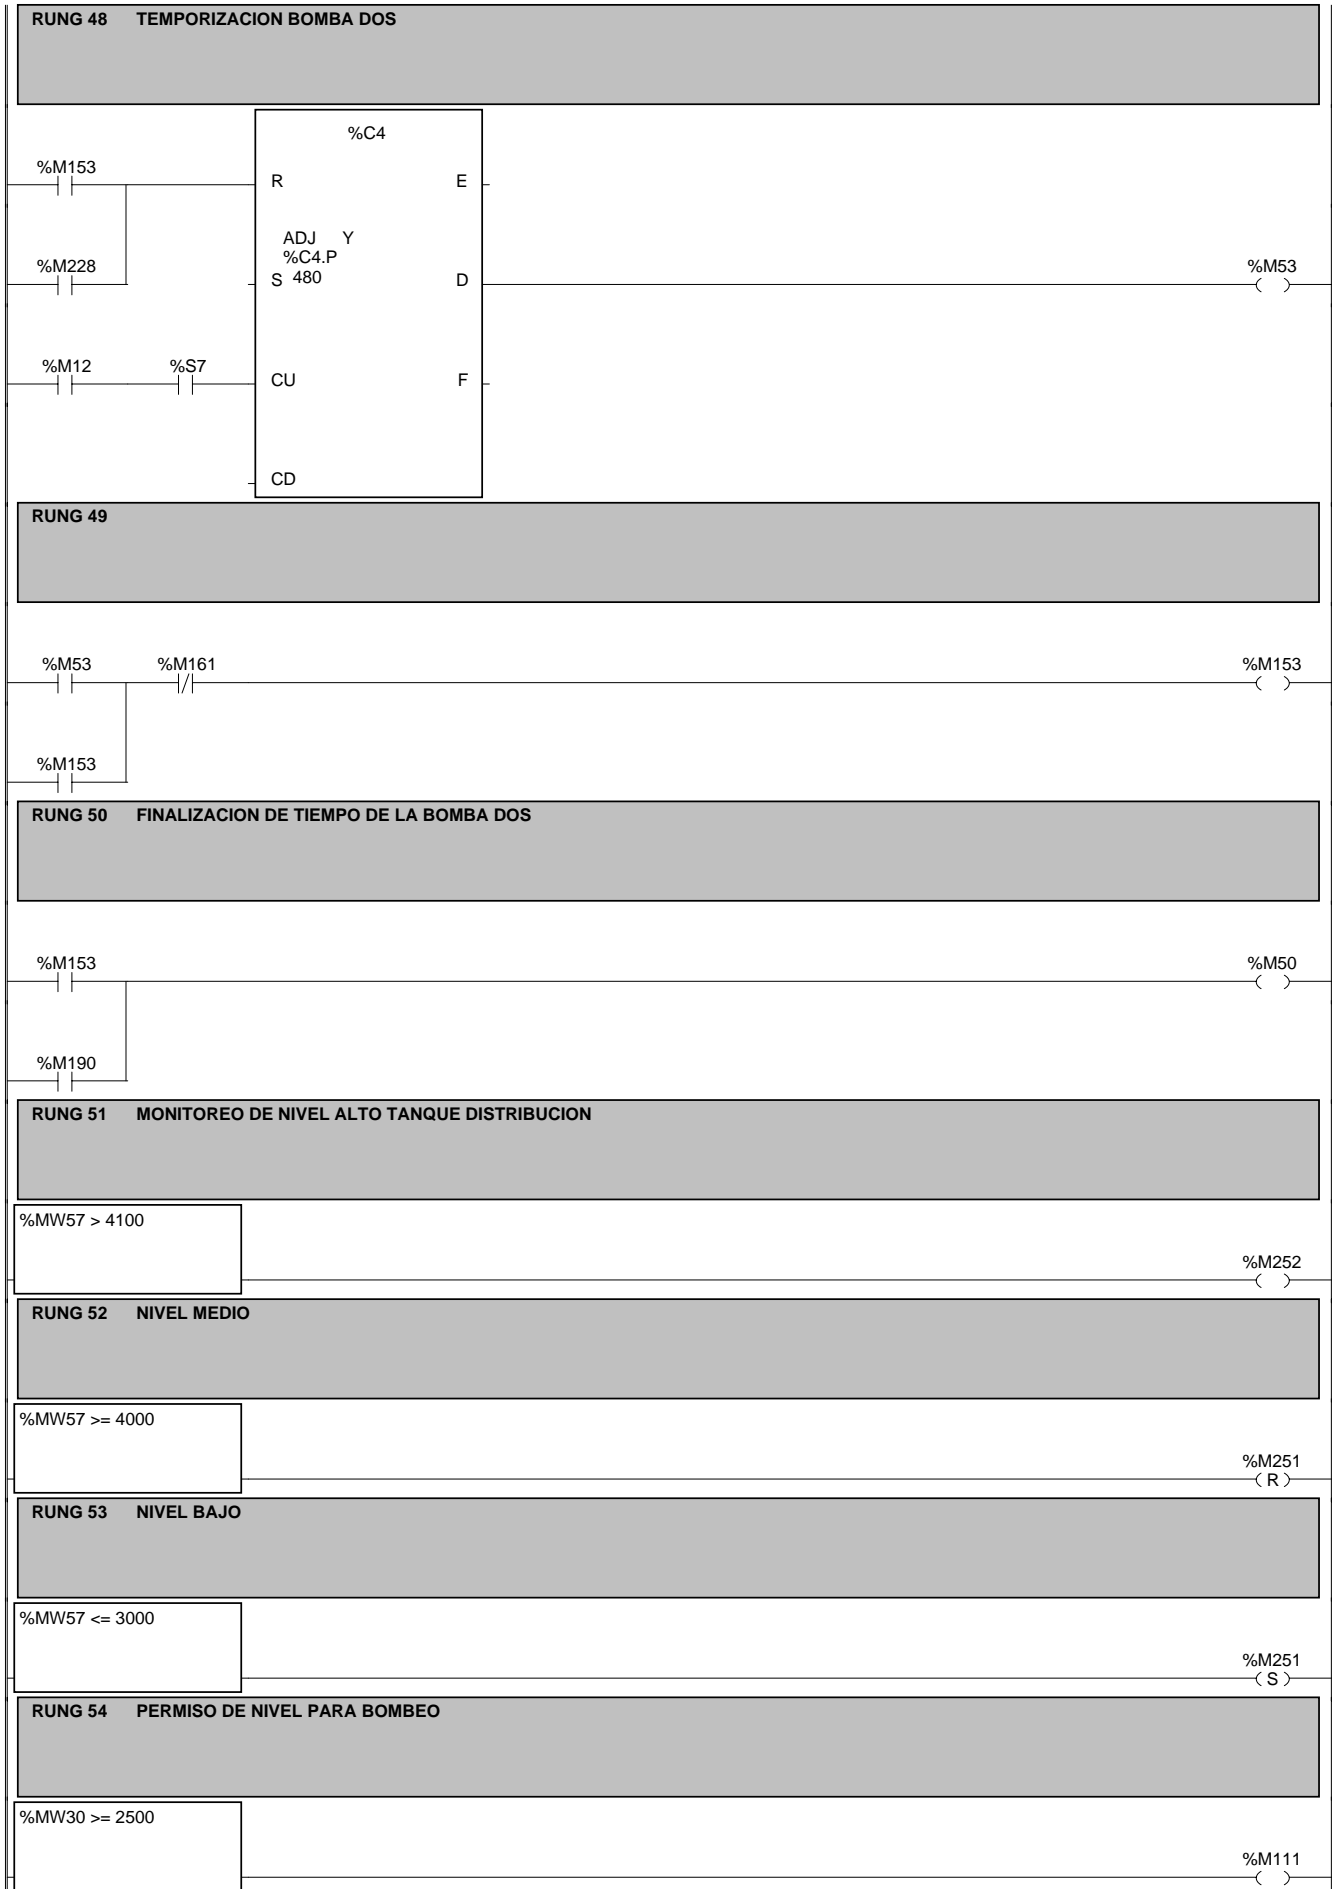 RUNG 48 TEMPORIZACION BOMBA DOS
%C4
%M153
R E
ADJ Y
%C4.P
%M228
S 480 D
%M53
%M12 %S7
CU F
CD
RUNG 49
%M53 %M161 %M153
%M153
RUNG 50 FINALIZACION DE TIEMPO DE LA BOMBA DOS
%M153 %M50
%M190
RUNG 51 MONITOREO DE NIVEL ALTO TANQUE DISTRIBUCION
%MW57 > 4100
%M252
RUNG 52 NIVEL MEDIO
%MW57 >= 4000
%M251
R
RUNG 53 NIVEL BAJO
%MW57 <= 3000
%M251
S
RUNG 54 PERMISO DE NIVEL PARA BOMBEO
%MW30 >= 2500
%M111